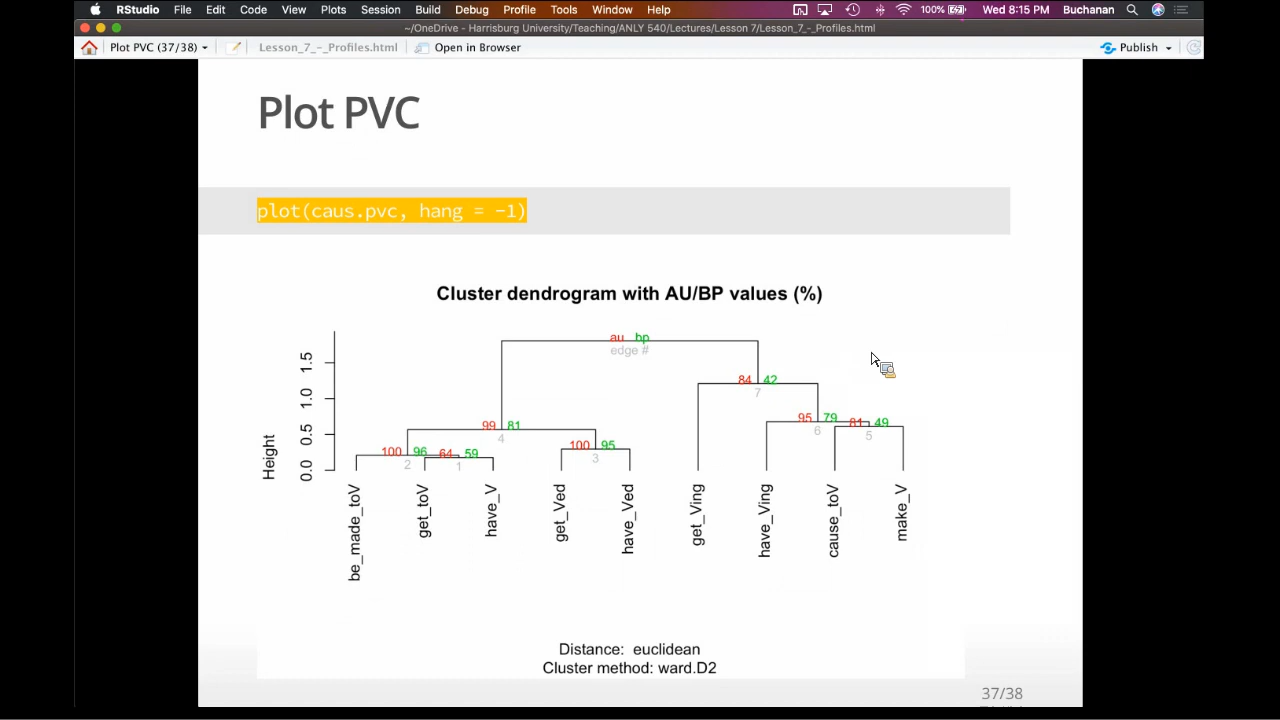 RStudio File Edit Code View Plots Session Build Debug Profile Tools Window Help 100% Wed 8:15 PM Buchanan
~/OneDrive - Harrisburg University/Teaching/ANLY 540/Lectures/Lesson 7/Lesson_7_-_Profiles.html
Plot PVC (37/38) Lesson_7_-_Profiles.html Open in Browser Publish
Plot PVC
plot(caus.pvc, hang = -1)
Cluster dendrogram with AU/BP values (%)
au bp
edge #
84 42
7
95 79 81 49
6 5
99 81
4
100 95
3
100 96 64 59
2 1
Height
0.0 0.5 1.0 1.5
be_made_toV
get_toV
have_V
get_Ved
have_Ved
get_Ving
have_Ving
cause_toV
make_V
Distance: euclidean
Cluster method: ward.D2
37/38